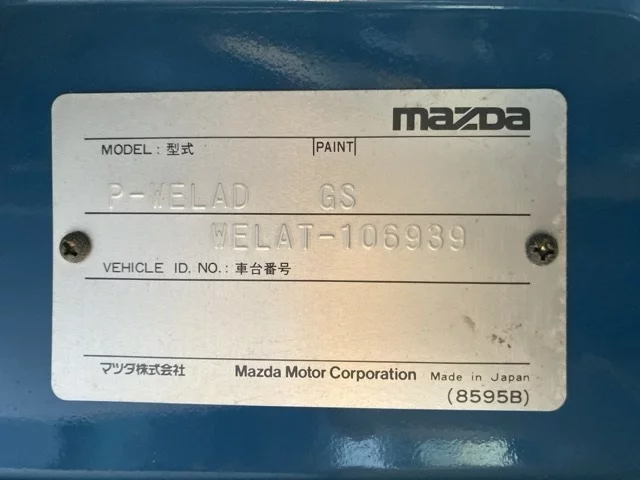 mazda
MODEL : 型式 PAINT
P-WELAD GS
WELAT-106939
VEHICLE ID. NO. : 車台番号
マツダ株式会社 Mazda Motor Corporation Made in Japan
(8595B)